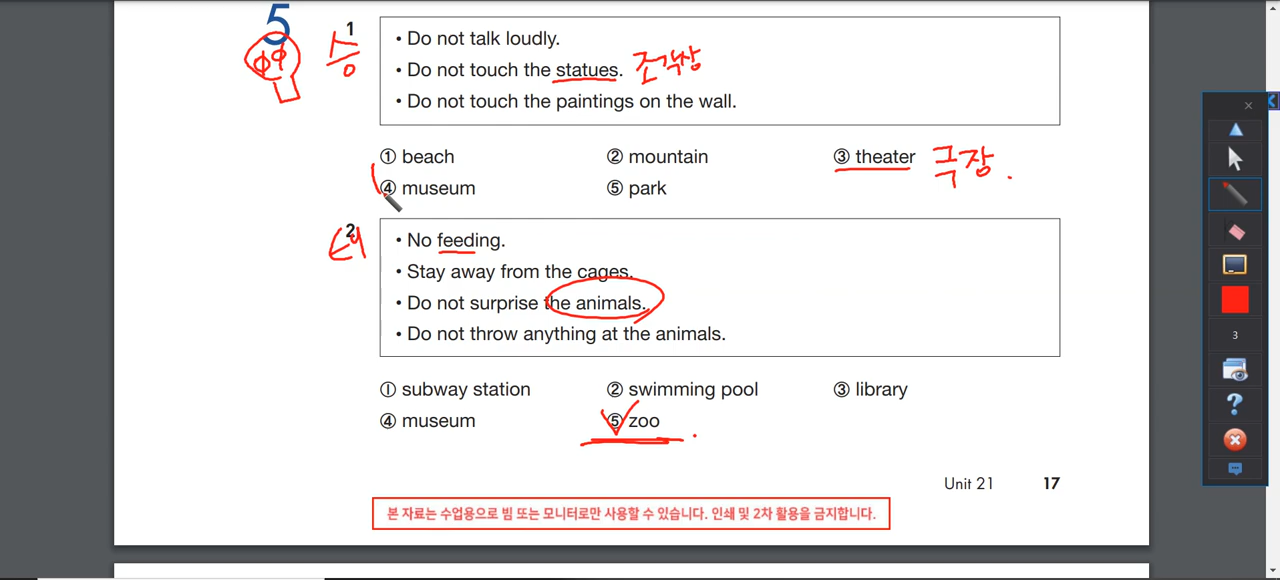 5
1
승
• Do not talk loudly.
• Do not touch the statues. 조각상
• Do not touch the paintings on the wall.
① beach ② mountain ③ theater 극장.
④ museum ⑤ park
2
• No feeding.
• Stay away from the cages.
• Do not surprise the animals.
• Do not throw anything at the animals.
① subway station ② swimming pool ③ library
④ museum ⑤ zoo
Unit 21 17
본 자료는 수업용으로 빔 또는 모니터로만 사용할 수 있습니다. 인쇄 및 2차 활용을 금지합니다.
3